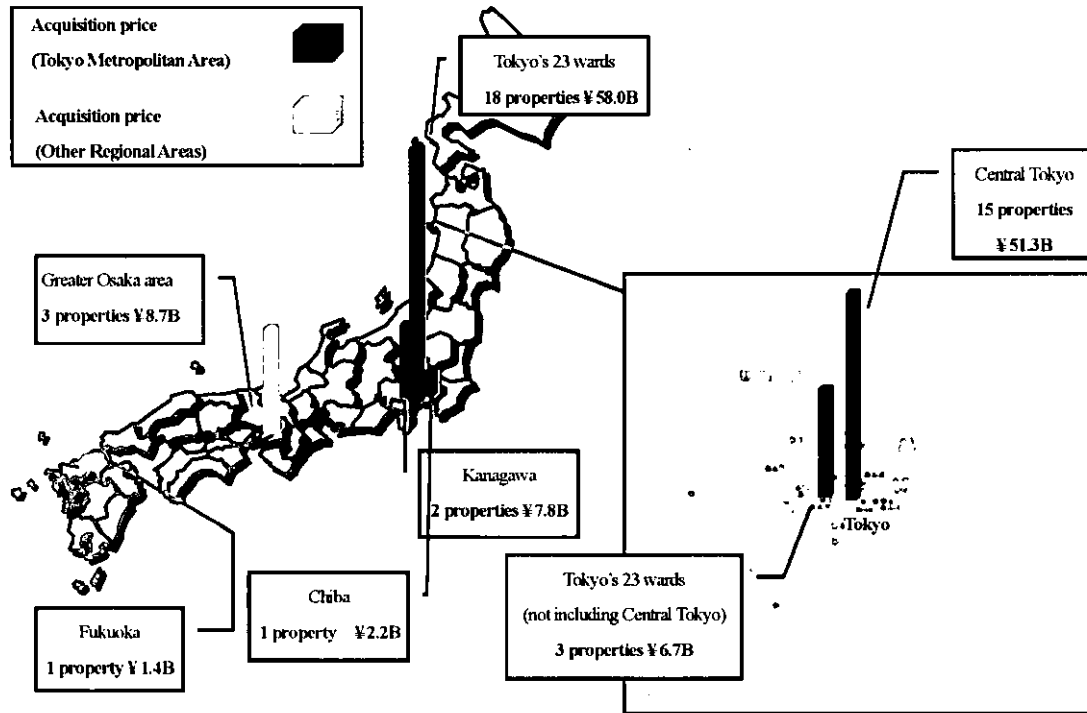 Acquisition price
(Tokyo Metropolitan Area)
Acquisition price
(Other Regional Areas)
Tokyo's 23 wards
18 properties ¥ 58.0B
Central Tokyo
15 properties
¥ 51.3B
Greater Osaka area
3 properties ¥ 8.7B
Kanagawa
2 properties ¥ 7.8B
Tokyo
Chiba
1 property ¥ 2.2B
Fukuoka
1 property ¥ 1.4B
Tokyo's 23 wards
(not including Central Tokyo)
3 properties ¥ 6.7B